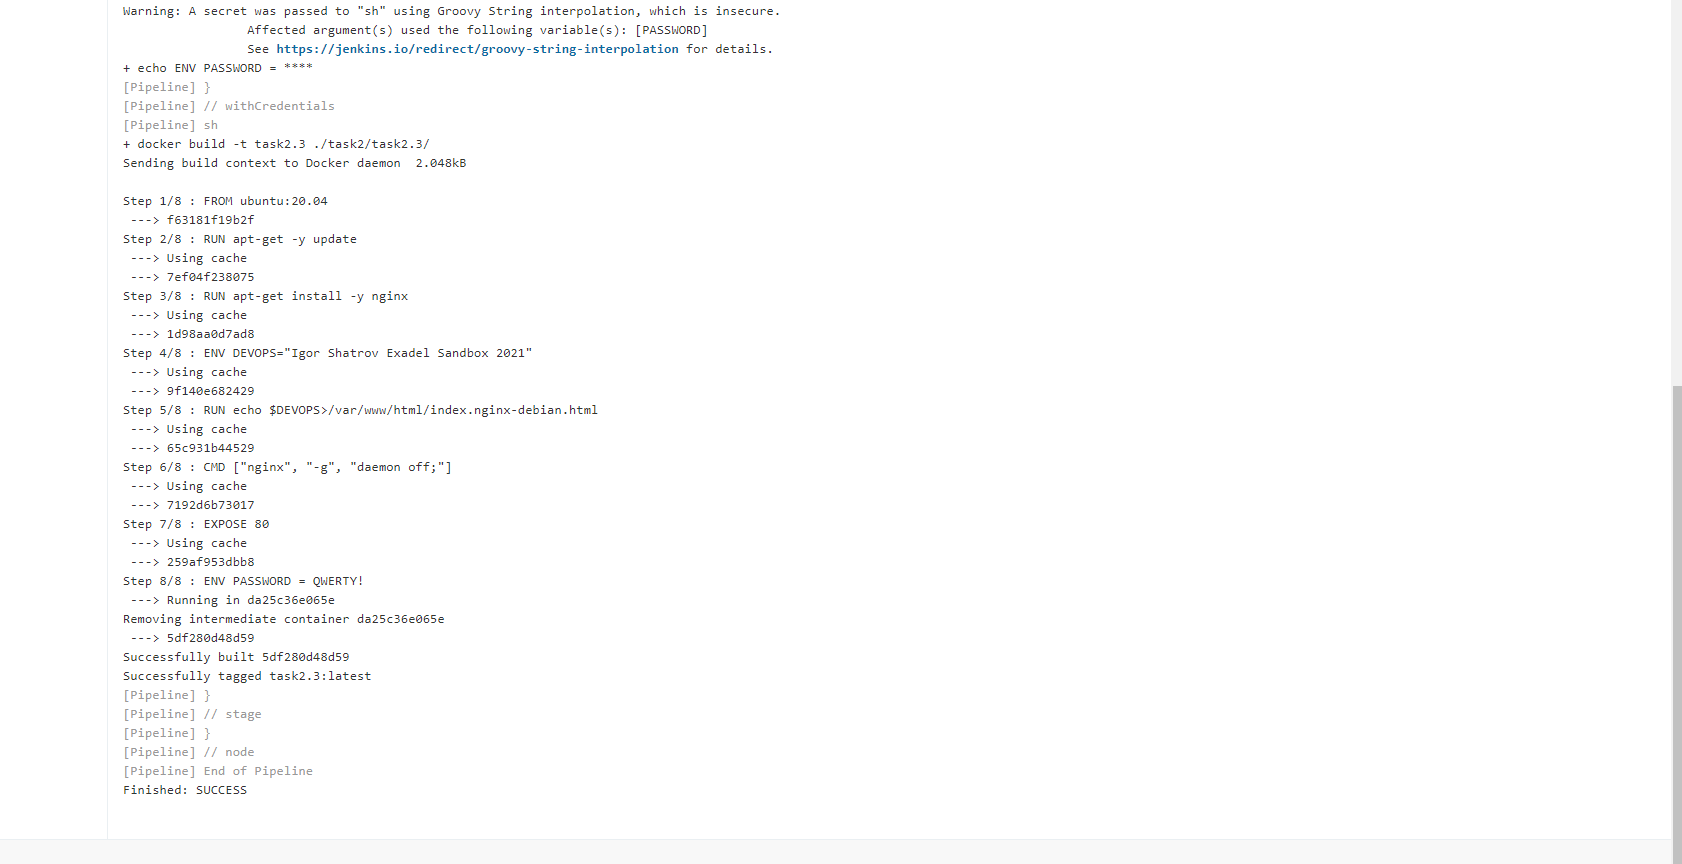 Warning: A secret was passed to "sh" using Groovy String interpolation, which is insecure.
Affected argument(s) used the following variable(s): [PASSWORD]
See https://jenkins.io/redirect/groovy-string-interpolation for details.
+ echo ENV PASSWORD = ****
[Pipeline] }
[Pipeline] // withCredentials
[Pipeline] sh
+ docker build -t task2.3 ./task2/task2.3/
Sending build context to Docker daemon  2.048kB
Step 1/8 : FROM ubuntu:20.04
---> f63181f19b2f
Step 2/8 : RUN apt-get -y update
---> Using cache
---> 7ef04f238075
Step 3/8 : RUN apt-get install -y nginx
---> Using cache
---> 1d98aa0d7ad8
Step 4/8 : ENV DEVOPS="Igor Shatrov Exadel Sandbox 2021"
---> Using cache
---> 9f140e682429
Step 5/8 : RUN echo $DEVOPS>/var/www/html/index.nginx-debian.html
---> Using cache
---> 65c931b44529
Step 6/8 : CMD ["nginx", "-g", "daemon off;"]
---> Using cache
---> 7192d6b73017
Step 7/8 : EXPOSE 80
---> Using cache
---> 259af953dbb8
Step 8/8 : ENV PASSWORD = QWERTY!
---> Running in da25c36e065e
Removing intermediate container da25c36e065e
---> 5df280d48d59
Successfully built 5df280d48d59
Successfully tagged task2.3:latest
[Pipeline] }
[Pipeline] // stage
[Pipeline] }
[Pipeline] // node
[Pipeline] End of Pipeline
Finished: SUCCESS